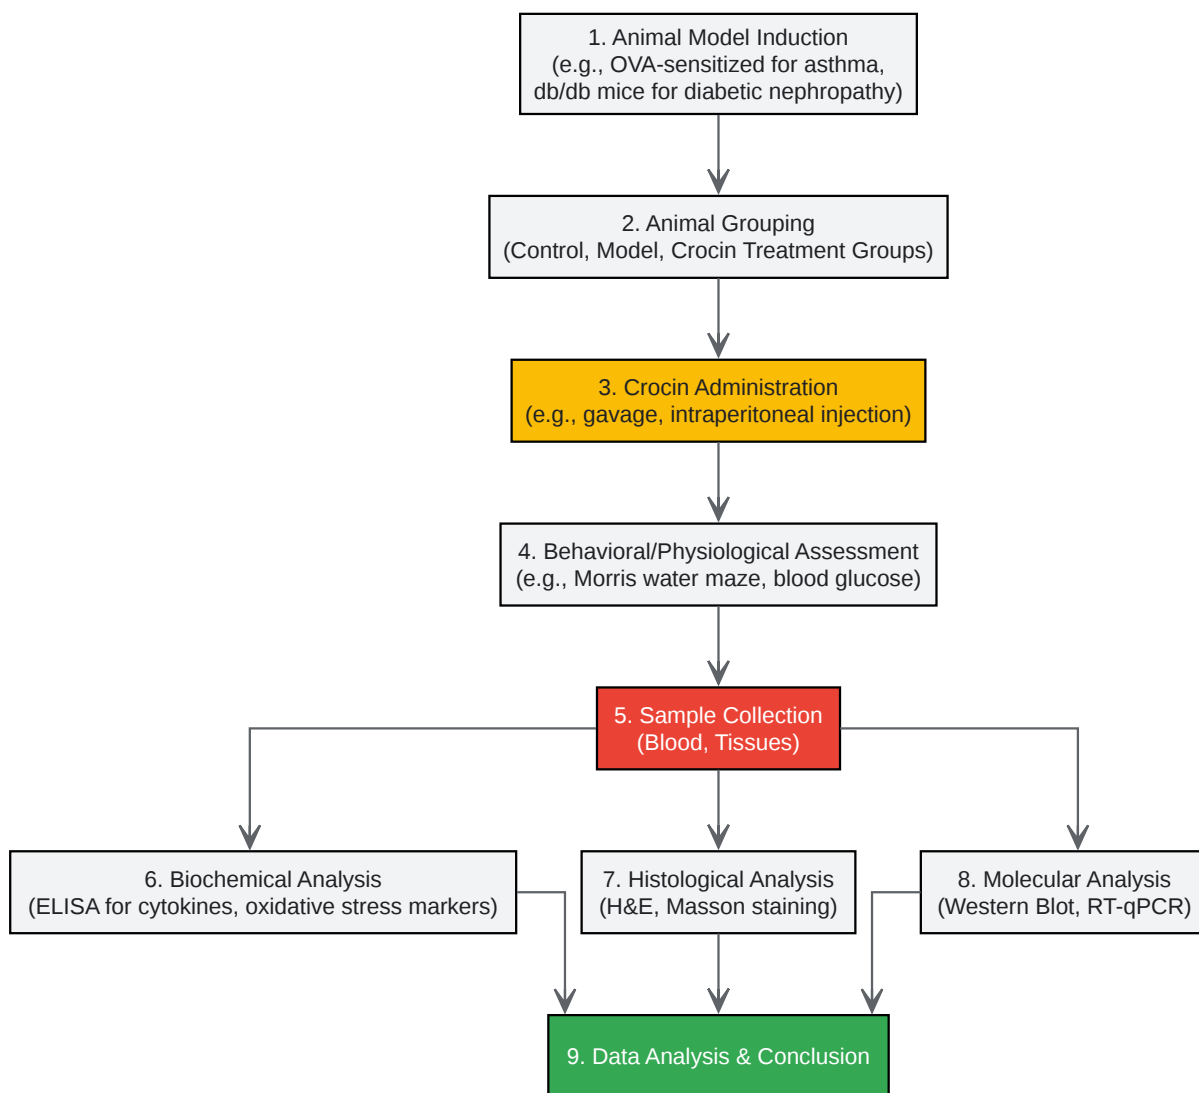 1. Animal Model Induction
(e.g., OVA-sensitized for asthma,
db/db mice for diabetic nephropathy)
2. Animal Grouping
(Control, Model, Crocin Treatment Groups)
3. Crocin Administration
(e.g., gavage, intraperitoneal injection)
4. Behavioral/Physiological Assessment
(e.g., Morris water maze, blood glucose)
5. Sample Collection
(Blood, Tissues)
6. Biochemical Analysis
(ELISA for cytokines, oxidative stress markers)
7. Histological Analysis
(H&E, Masson staining)
8. Molecular Analysis
(Western Blot, RT-qPCR)
9. Data Analysis & Conclusion